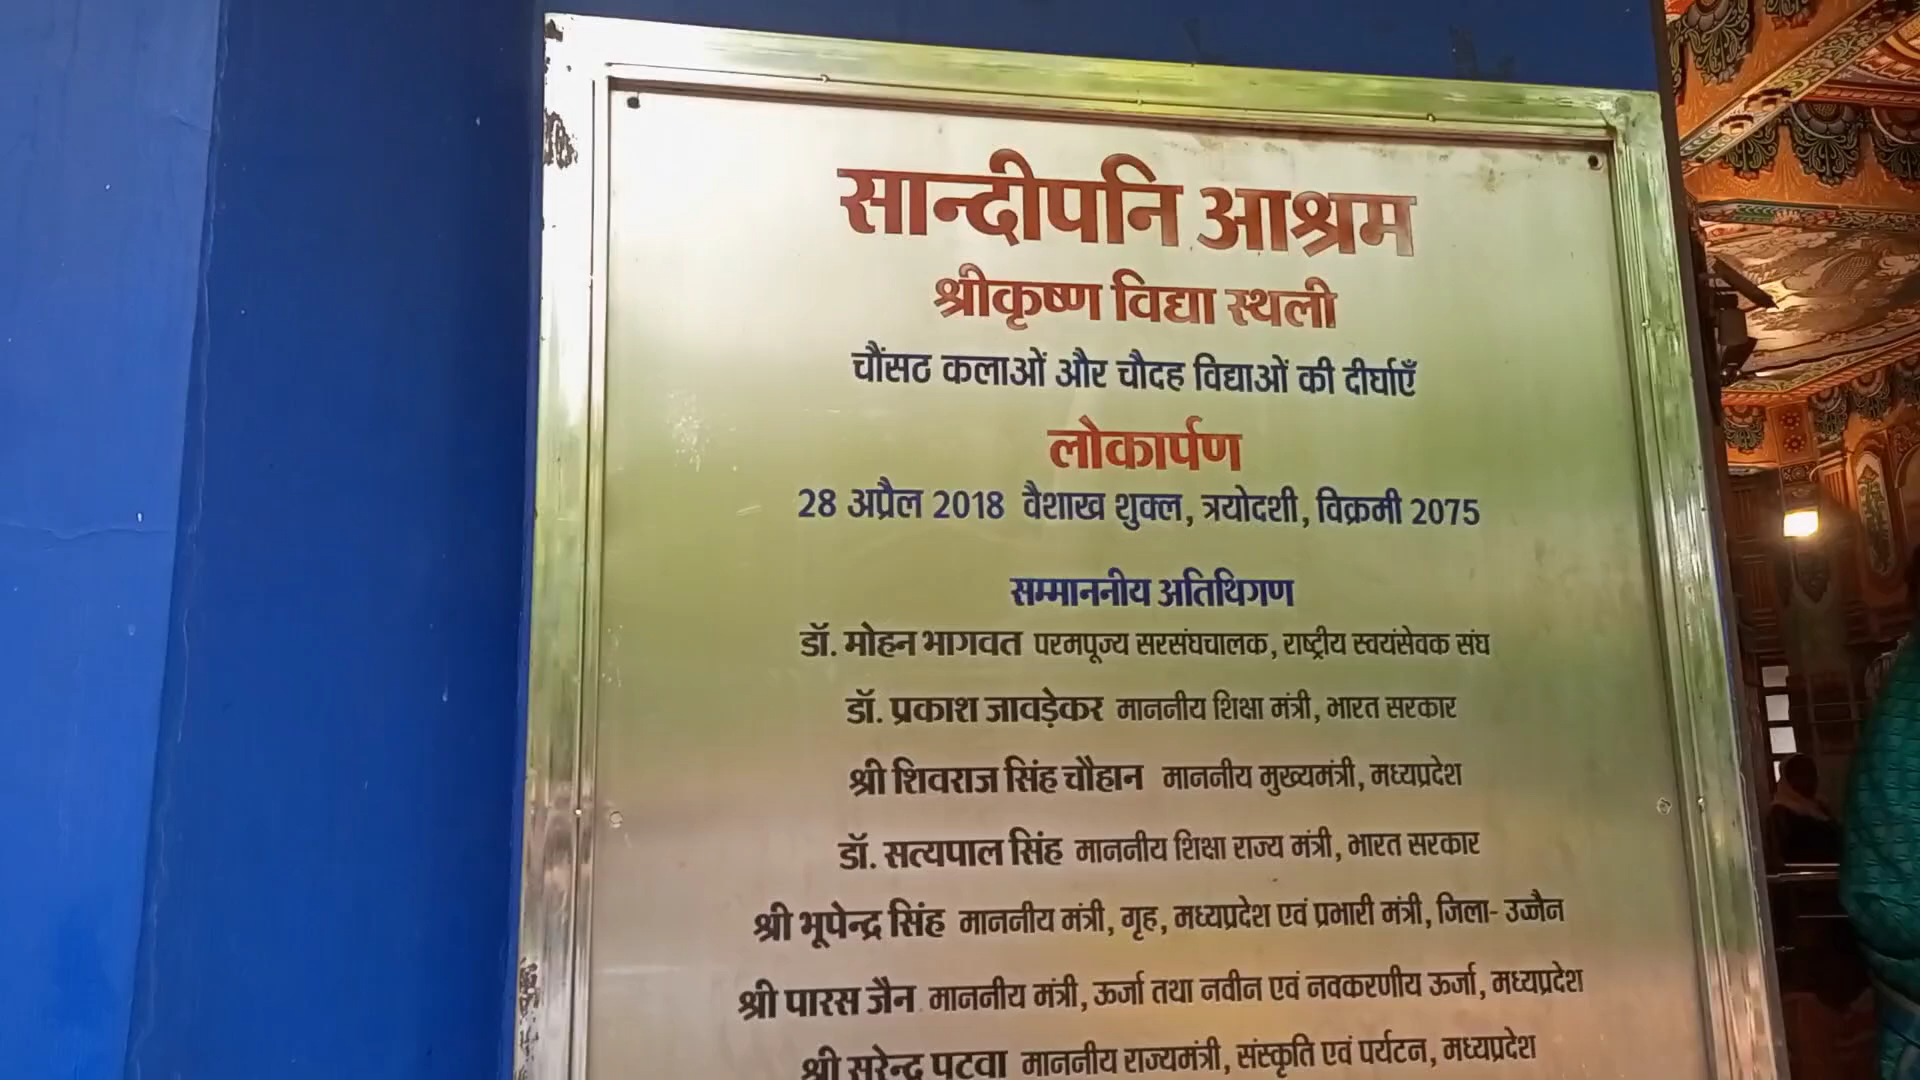 सान्दीपनि आश्रम
श्रीकृष्ण विद्या स्थली
चौंसठ कलाओं और चौदह विद्याओं की दीर्घाएँ
लोकार्पण
28 अप्रैल 2018 वैशाख शुक्ल, त्रयोदशी, विक्रमी 2075
सम्माननीय अतिथिगण
डॉ. मोहन भागवत परमपूज्य सरसंघचालक, राष्ट्रीय स्वयंसेवक संघ
डॉ. प्रकाश जावड़ेकर माननीय शिक्षा मंत्री, भारत सरकार
श्री शिवराज सिंह चौहान माननीय मुख्यमंत्री, मध्यप्रदेश
डॉ. सत्यपाल सिंह माननीय शिक्षा राज्य मंत्री, भारत सरकार
श्री भूपेन्द्र सिंह माननीय मंत्री, गृह, मध्यप्रदेश एवं प्रभारी मंत्री, जिला- उज्जैन
श्री पारस जैन माननीय मंत्री, ऊर्जा तथा नवीन एवं नवकरणीय ऊर्जा, मध्यप्रदेश
श्री सुरेन्द्र पटवा माननीय राज्यमंत्री, संस्कृति एवं पर्यटन, मध्यप्रदेश